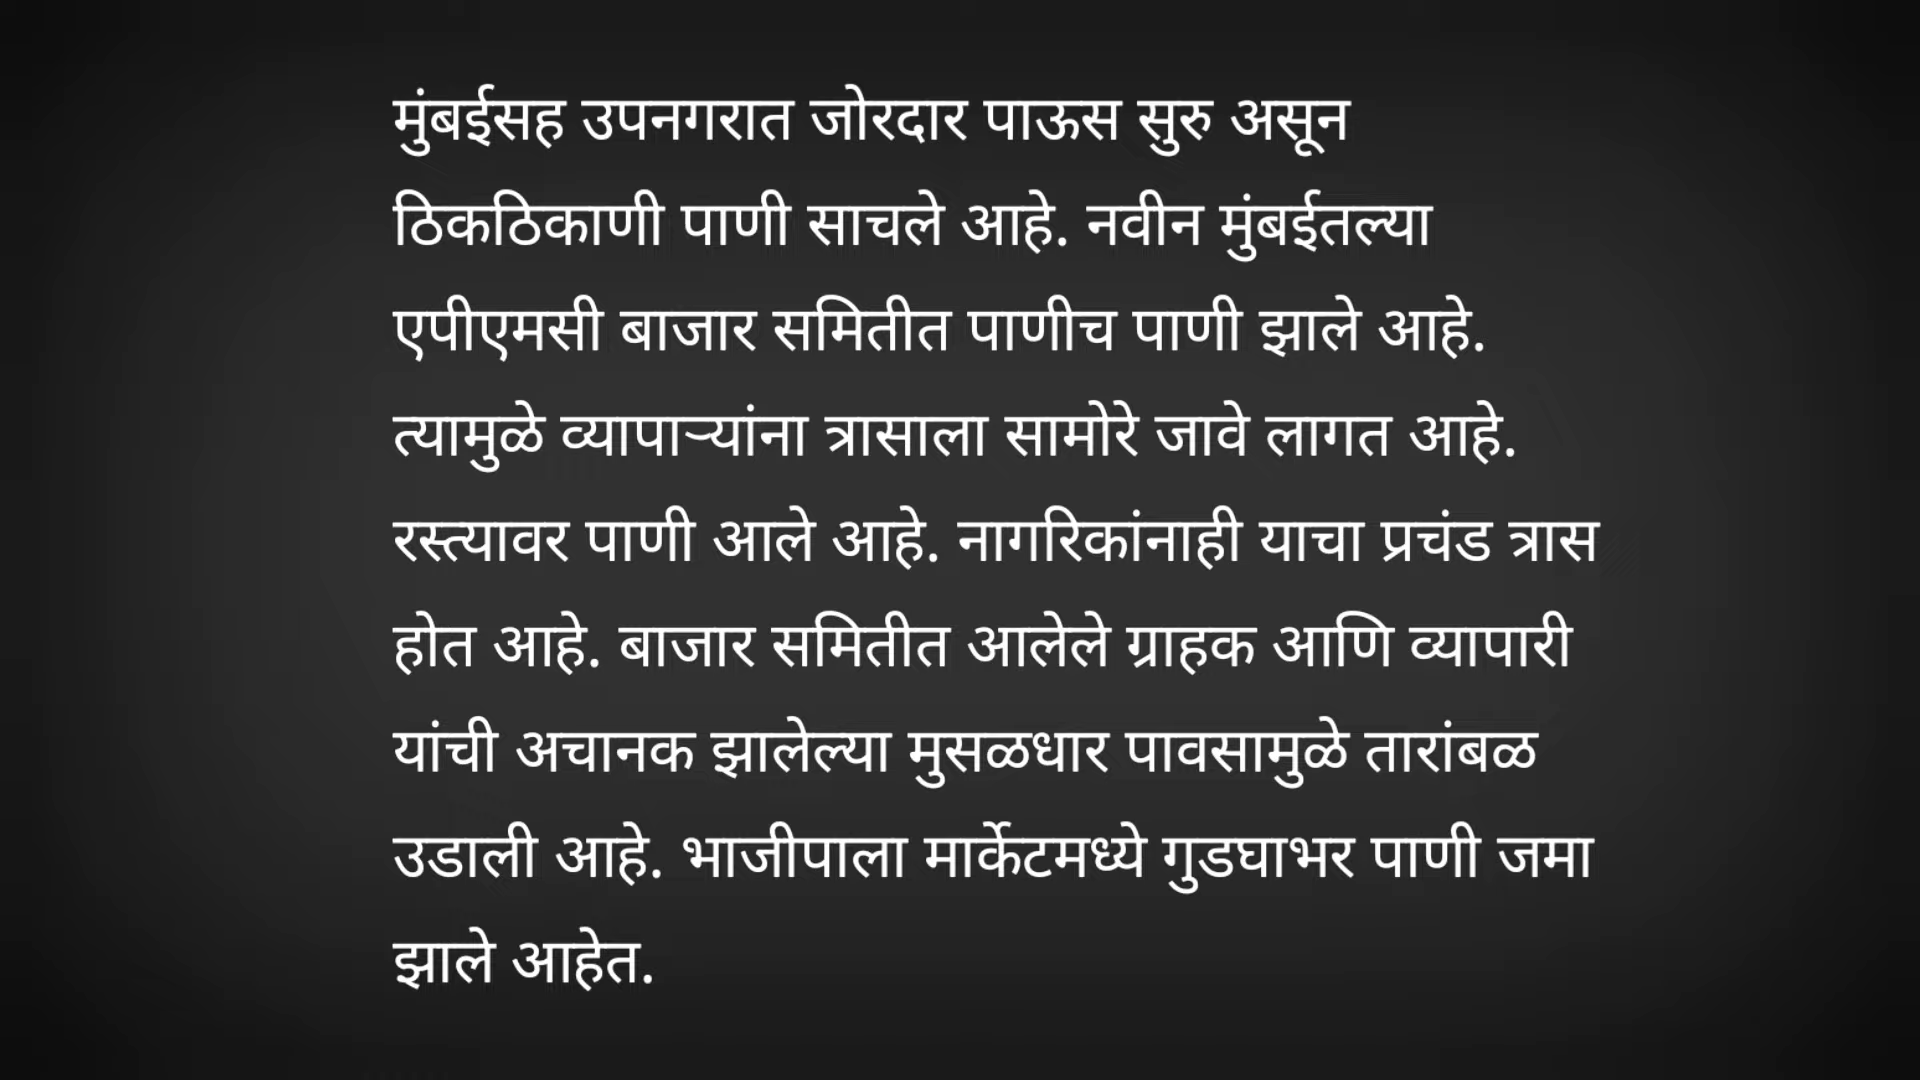 मुंबईसह उपनगरात जोरदार पाऊस सुरु असून
ठिकठिकाणी पाणी साचले आहे. नवीन मुंबईतल्या
एपीएमसी बाजार समितीत पाणीच पाणी झाले आहे.
त्यामुळे व्यापाऱ्यांना त्रासाला सामोरे जावे लागत आहे.
रस्त्यावर पाणी आले आहे. नागरिकांनाही याचा प्रचंड त्रास
होत आहे. बाजार समितीत आलेले ग्राहक आणि व्यापारी
यांची अचानक झालेल्या मुसळधार पावसामुळे तारांबळ
उडाली आहे. भाजीपाला मार्केटमध्ये गुडघाभर पाणी जमा
झाले आहेत.